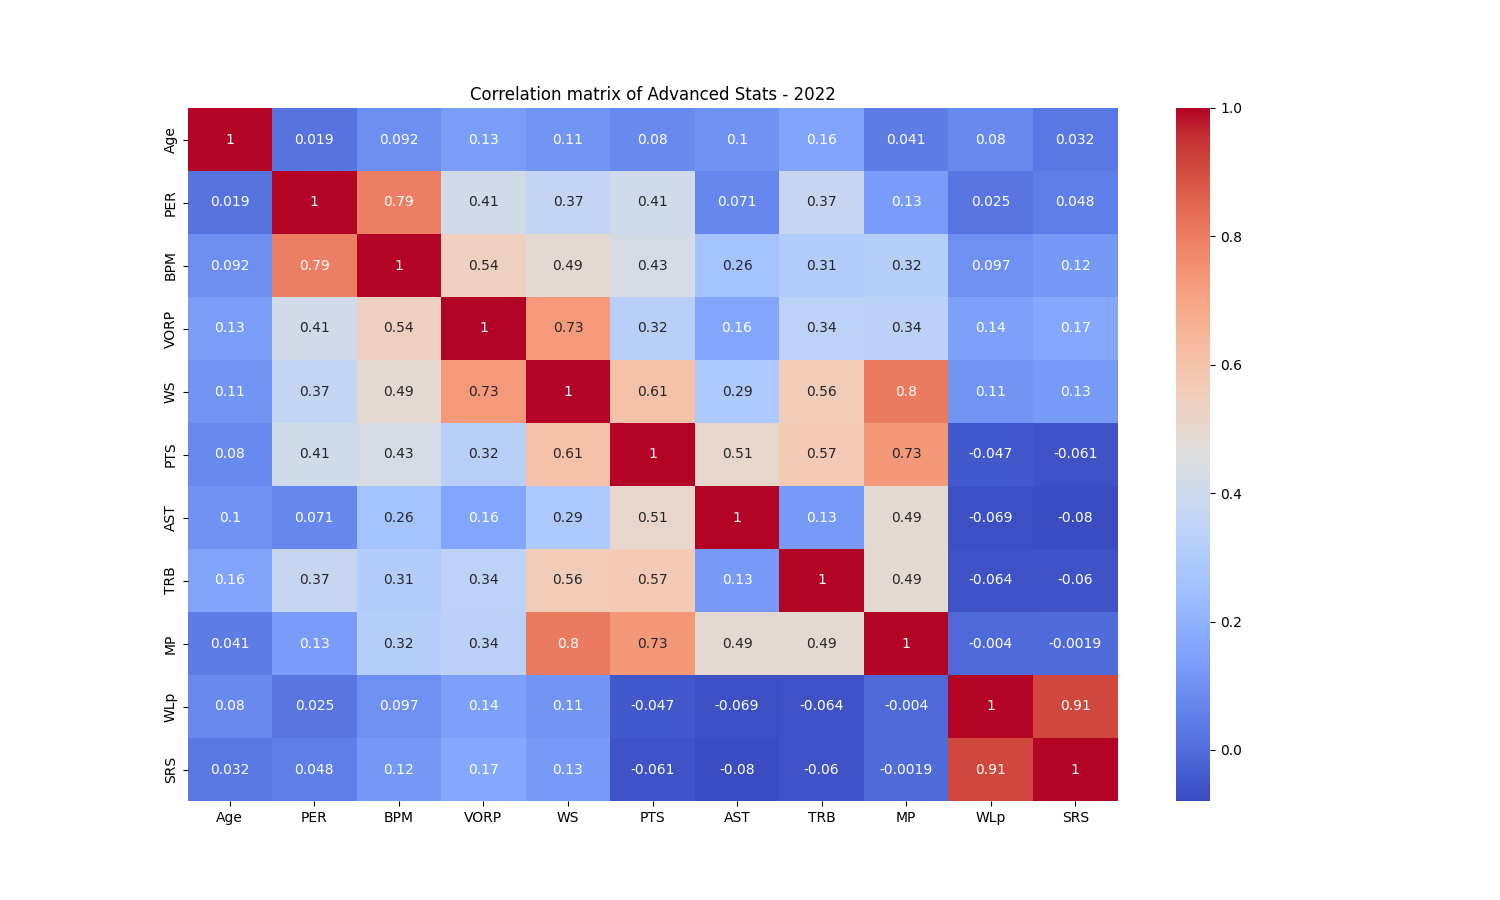 Correlation matrix of Advanced Stats - 2022
Age 1 0.019 0.092 0.13 0.11 0.08 0.1 0.16 0.041 0.08 0.032
PER 0.019 1 0.79 0.41 0.37 0.41 0.071 0.37 0.13 0.025 0.048
BPM 0.092 0.79 1 0.54 0.49 0.43 0.26 0.31 0.32 0.097 0.12
VORP 0.13 0.41 0.54 1 0.73 0.32 0.16 0.34 0.34 0.14 0.17
WS 0.11 0.37 0.49 0.73 1 0.61 0.29 0.56 0.8 0.11 0.13
PTS 0.08 0.41 0.43 0.32 0.61 1 0.51 0.57 0.73 -0.047 -0.061
AST 0.1 0.071 0.26 0.16 0.29 0.51 1 0.13 0.49 -0.069 -0.08
TRB 0.16 0.37 0.31 0.34 0.56 0.57 0.13 1 0.49 -0.064 -0.06
MP 0.041 0.13 0.32 0.34 0.8 0.73 0.49 0.49 1 -0.004 -0.0019
WLp 0.08 0.025 0.097 0.14 0.11 -0.047 -0.069 -0.064 -0.004 1 0.91
SRS 0.032 0.048 0.12 0.17 0.13 -0.061 -0.08 -0.06 -0.0019 0.91 1
Age PER BPM VORP WS PTS AST TRB MP WLp SRS
1.0
0.8
0.6
0.4
0.2
0.0